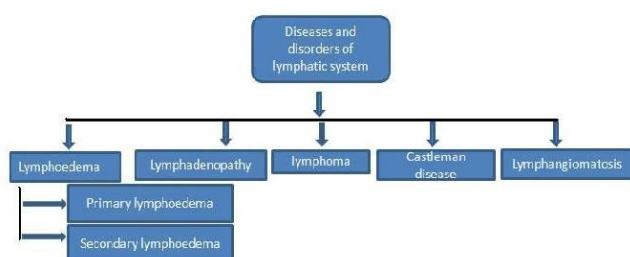 Diseases and
disorders of
lymphatic system
Lymphoedema
Lymphadenopathy
lymphoma
Castleman
disease
Lymphangiomatosis
Primary lymphoedema
Secondary lymphoedema